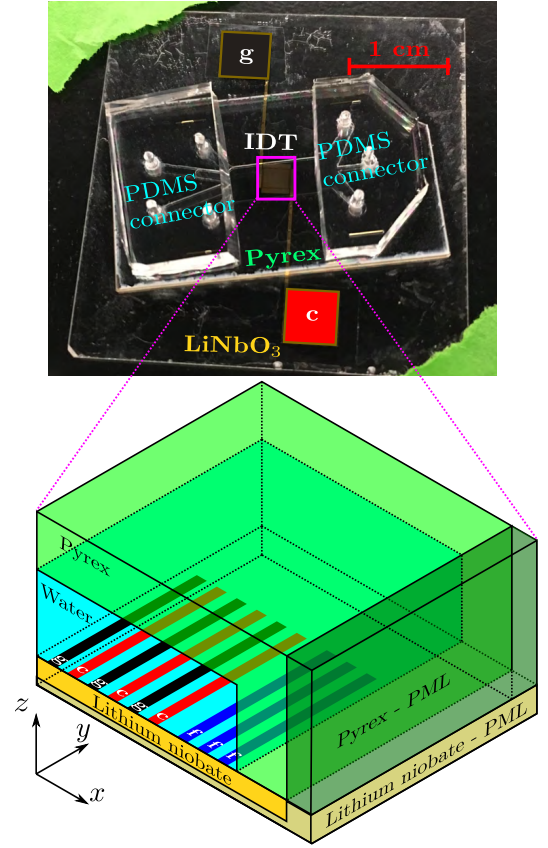 g
1 cm
IDT
PDMS
connector
PDMS
connector
Pyrex
c
LiNbO₃
Pyrex
Water
g
c
g
c
g
c
f
f
f
Lithium niobate
Pyrex - PML
Lithium niobate - PML
z
y
x